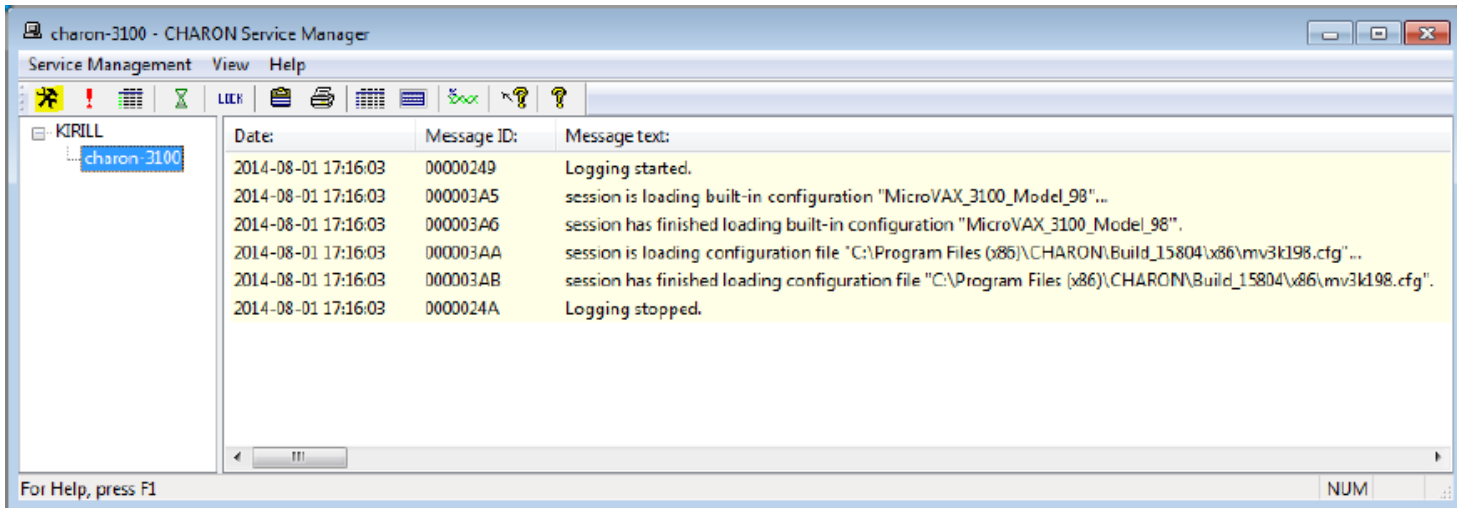 charon-3100 - CHARON Service Manager
Service Management View Help
LOCK
KIRILL
charon-3100
Date: Message ID: Message text:
2014-08-01 17:16:03 00000249 Logging started.
2014-08-01 17:16:03 000003A5 session is loading built-in configuration "MicroVAX_3100_Model_98"...
2014-08-01 17:16:03 000003A6 session has finished loading built-in configuration "MicroVAX_3100_Model_98".
2014-08-01 17:16:03 000003AA session is loading configuration file "C:\Program Files (x86)\CHARON\Build_15804\x86\mv3k198.cfg"...
2014-08-01 17:16:03 000003AB session has finished loading configuration file "C:\Program Files (x86)\CHARON\Build_15804\x86\mv3k198.cfg".
2014-08-01 17:16:03 0000024A Logging stopped.
For Help, press F1 NUM